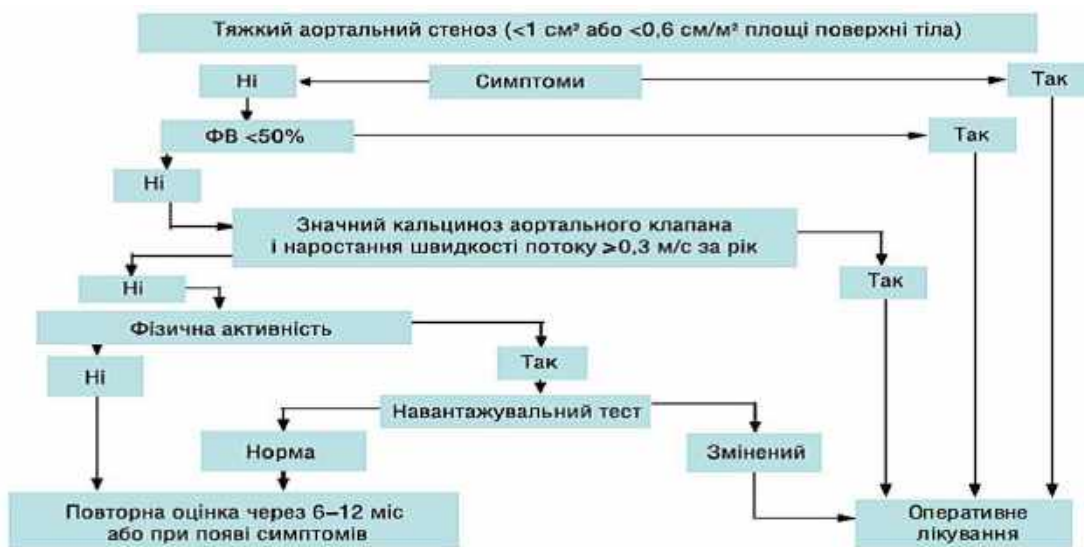 Тяжкий аортальний стеноз (<1 см² або <0,6 см/м² площі поверхні тіла)
Ні
Симптоми
Так
ФВ <50%
Так
Ні
Значний кальциноз аортального клапана
і наростання швидкості потоку ≥0,3 м/с за рік
Ні
Так
Фізична активність
Ні
Так
Навантажувальний тест
Норма
Змінений
Повторна оцінка через 6–12 міс
або при появі симптомів
Оперативне
лікування